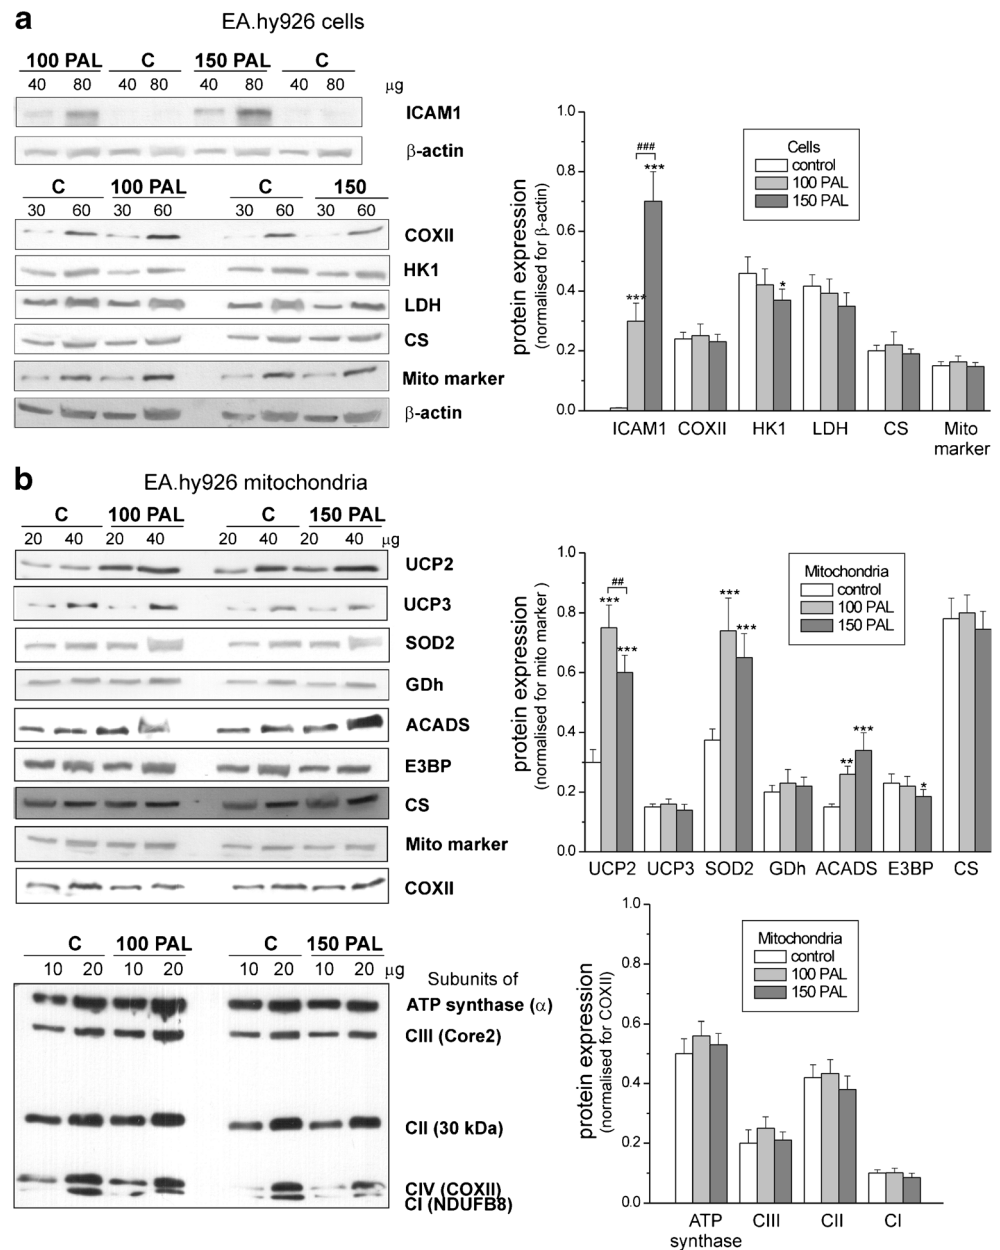 a
EA.hy926 cells
100 PAL C 150 PAL C
40 80 40 80 40 80 40 80 μg
ICAM1
β-actin
C 100 PAL C 150
30 60 30 60 30 60 30 60
COXII
HK1
LDH
CS
Mito marker
β-actin
protein expression
(normalised for β-actin)
1.0
0.8
0.6
0.4
0.2
0.0
Cells
control
100 PAL
150 PAL
###
***
***
*
ICAM1 COXII HK1 LDH CS Mito
marker
b
EA.hy926 mitochondria
C 100 PAL C 150 PAL
20 40 20 40 20 40 20 40 μg
UCP2
UCP3
SOD2
GDh
ACADS
E3BP
CS
Mito marker
COXII
protein expression
(normalised for mito marker )
1.0
0.8
0.6
0.4
0.2
0.0
Mitochondria
control
100 PAL
150 PAL
##
***
***
***
***
**
***
*
UCP2 UCP3 SOD2 GDh ACADS E3BP CS
C 100 PAL C 150 PAL
10 20 10 20 10 20 10 20 μg
Subunits of
ATP synthase (α)
CIII (Core2)
CII (30 kDa)
CIV (COXII)
CI (NDUFB8)
protein expression
(normalised for COXII)
1.0
0.8
0.6
0.4
0.2
0.0
Mitochondria
control
100 PAL
150 PAL
ATP CIII CII CI
synthase